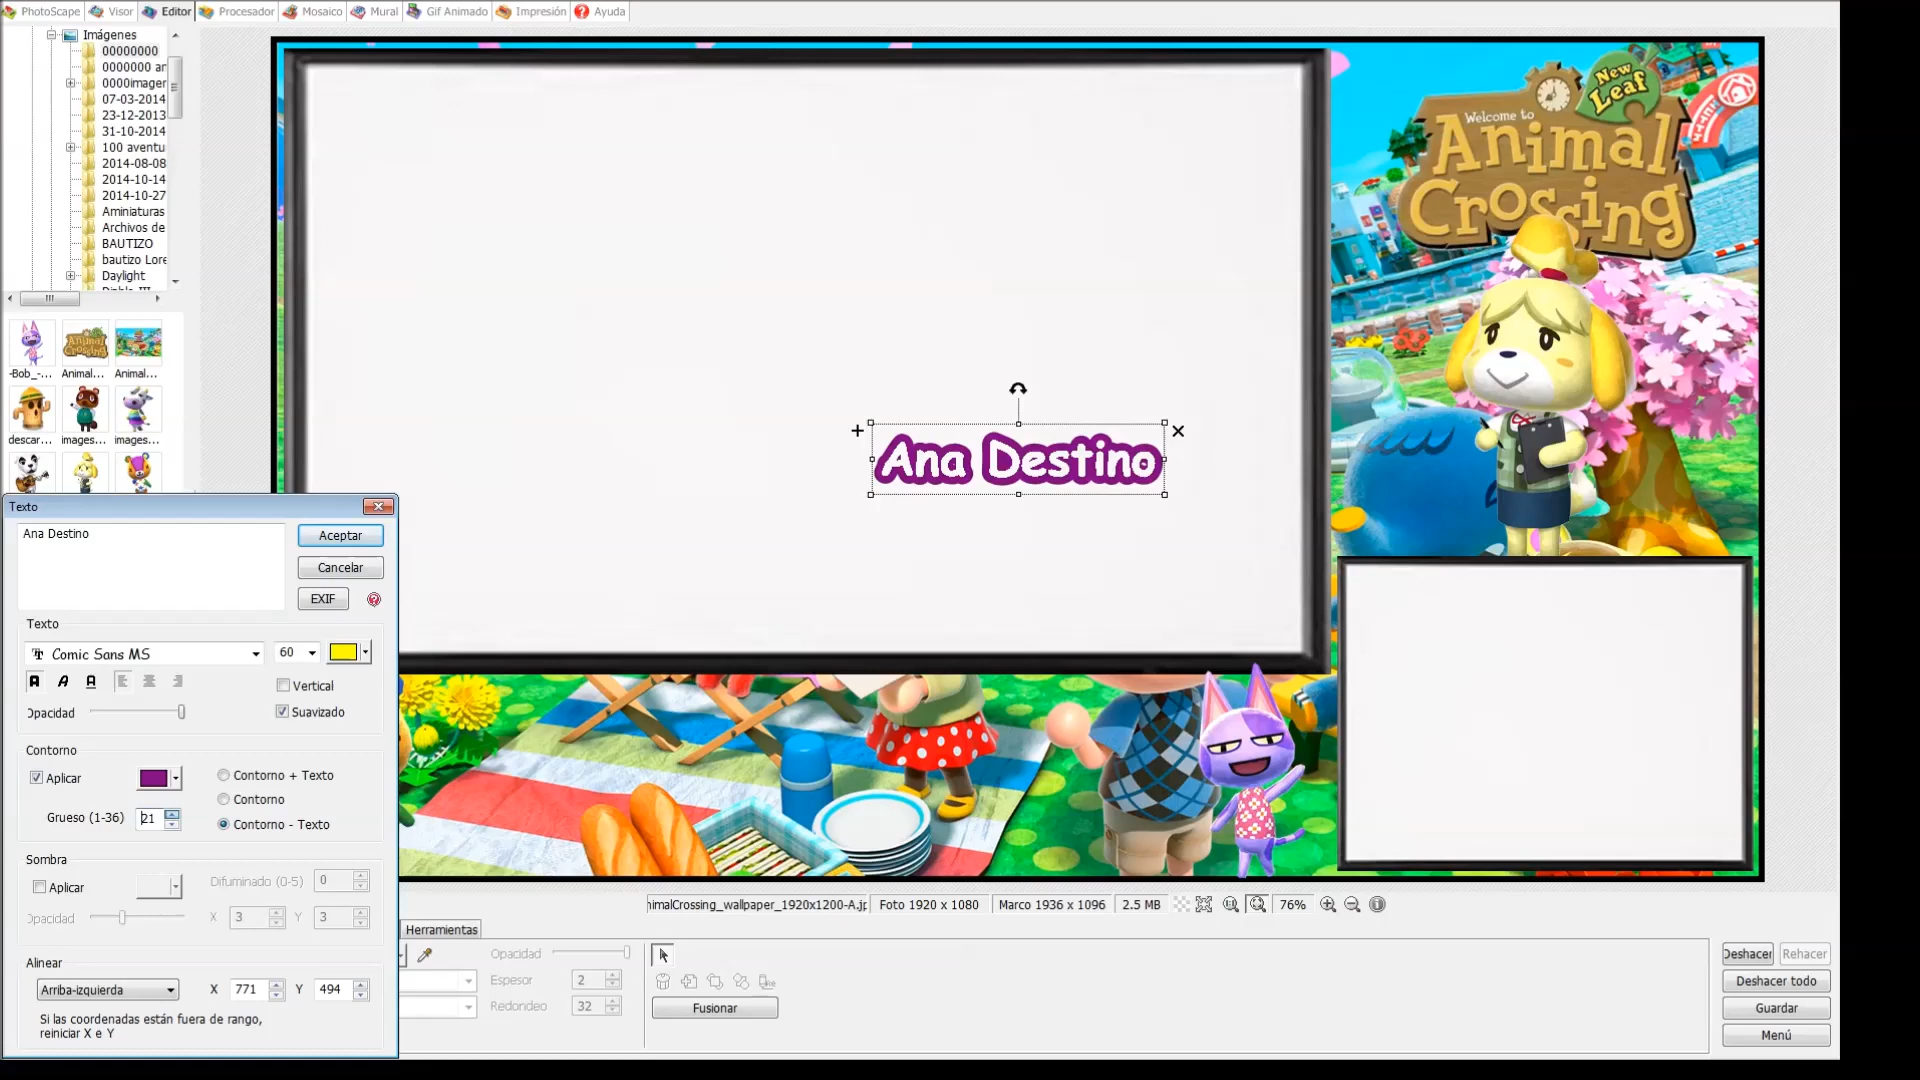 PhotoScape Visor Editor Procesador Mosaico Mural Gif Animado Impresión Ayuda
Imágenes
00000000
0000000 ar
0000imager
07-03-2014
23-12-2013
31-10-2014
100 aventu
2014-08-08
2014-10-14
2014-10-27
Aminiaturas
Archivos de
BAUTIZO
bautizo Lore
Daylight
-Bob_-... Animal... Animal...
descar... images... images...
Welcome to
New Leaf
Animal
Crossing
Ana Destino
Texto
Ana Destino
Aceptar
Cancelar
EXIF
Texto
Comic Sans MS 60
Vertical
Opacidad
Suavizado
Contorno
Aplicar
Contorno + Texto
Contorno
Grueso (1-36) 21
Contorno - Texto
Sombra
Aplicar
Difuminado (0-5) 0
Opacidad X 3 Y 3
Alinear
Arriba-izquierda X 771 Y 494
Si las coordenadas están fuera de rango,
reiniciar X e Y
nimalCrossing_wallpaper_1920x1200-A.jp Foto 1920 x 1080 Marco 1936 x 1096 2.5 MB 76%
Herramientas
Opacidad
Espesor 2
Redondeo 32
Fusionar
Deshacer Rehacer
Deshacer todo
Guardar
Menú